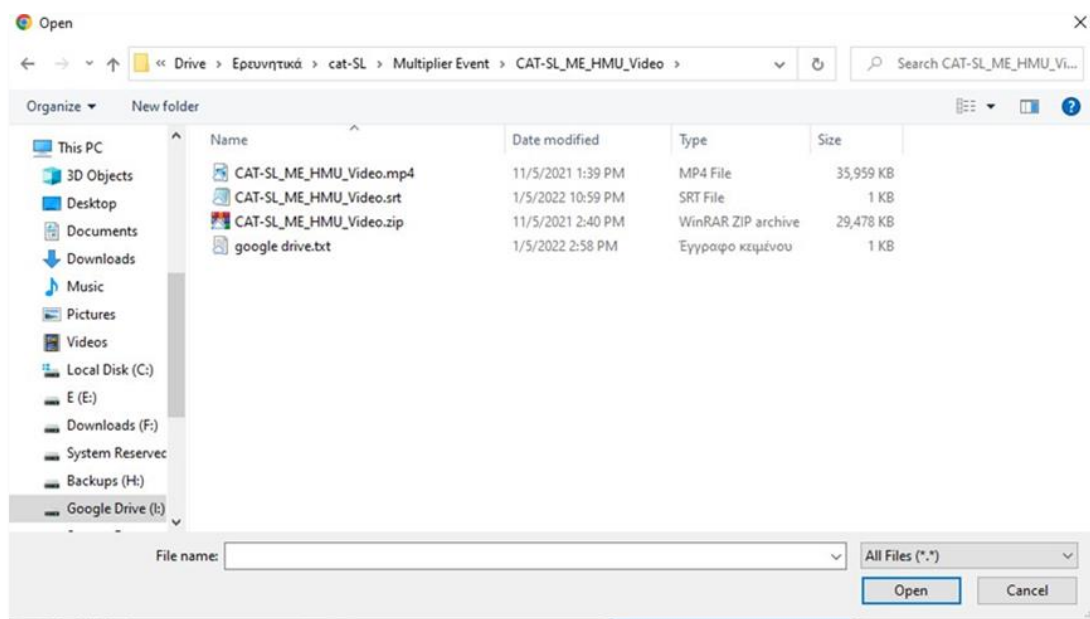 Open
« Drive › Ερευνητικά › cat-SL › Multiplier Event › CAT-SL_ME_HMU_Video ›
Search CAT-SL_ME_HMU_Vi...
Organize
New folder
Name
Date modified
Type
Size
This PC
3D Objects
Desktop
Documents
Downloads
Music
Pictures
Videos
Local Disk (C:)
E (E:)
Downloads (F:)
System Reserved
Backups (H:)
Google Drive (I:)
CAT-SL_ME_HMU_Video.mp4 11/5/2021 1:39 PM MP4 File 35,959 KB
CAT-SL_ME_HMU_Video.srt 1/5/2022 10:59 PM SRT File 1 KB
CAT-SL_ME_HMU_Video.zip 11/5/2021 2:40 PM WinRAR ZIP archive 29,478 KB
google drive.txt 1/5/2022 2:58 PM Έγγραφο κειμένου 1 KB
File name:
All Files (*.*)
Open
Cancel